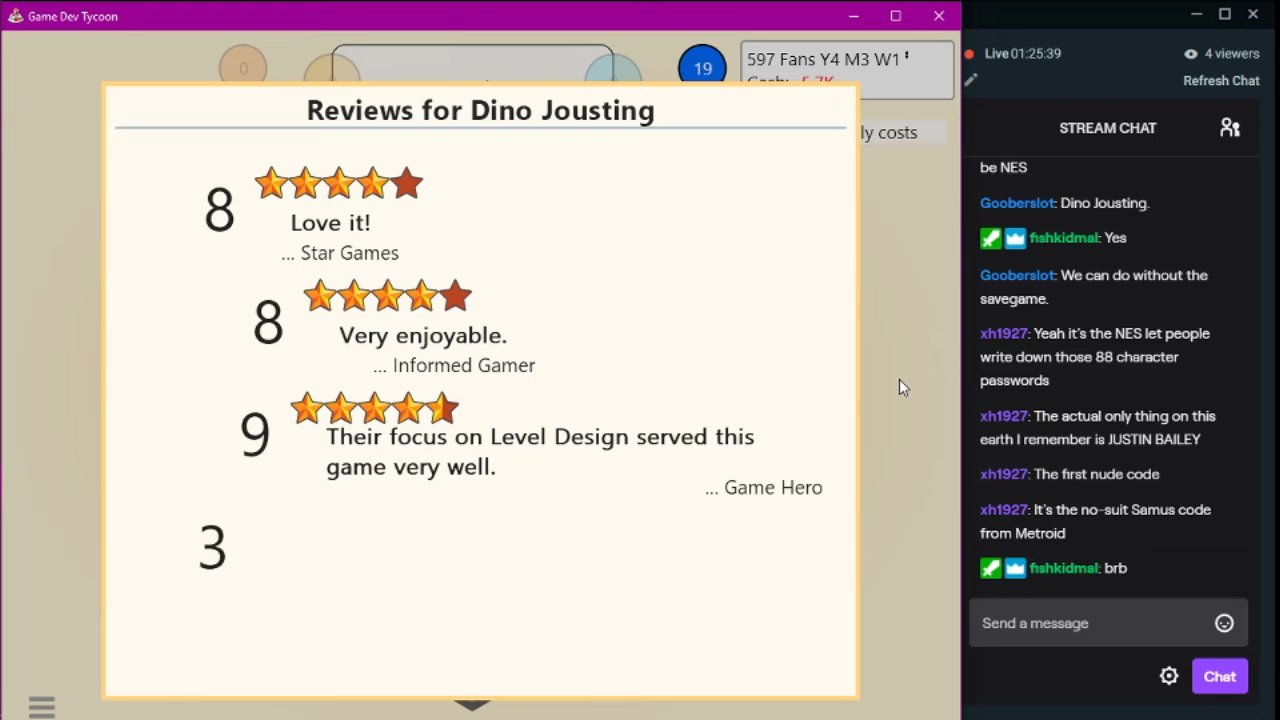 Game Dev Tycoon
0
19
597 Fans Y4 M3 W1
ly costs
Reviews for Dino Jousting
8
Love it!
... Star Games
8
Very enjoyable.
... Informed Gamer
9
Their focus on Level Design served this
game very well.
... Game Hero
3
Live 01:25:39
4 viewers
Refresh Chat
STREAM CHAT
be NES
Gooberslot: Dino Jousting.
fishkidmal: Yes
Gooberslot: We can do without the
savegame.
xh1927: Yeah it's the NES let people
write down those 88 character
passwords
xh1927: The actual only thing on this
earth I remember is JUSTIN BAILEY
xh1927: The first nude code
xh1927: It's the no-suit Samus code
from Metroid
fishkidmal: brb
Send a message
Chat